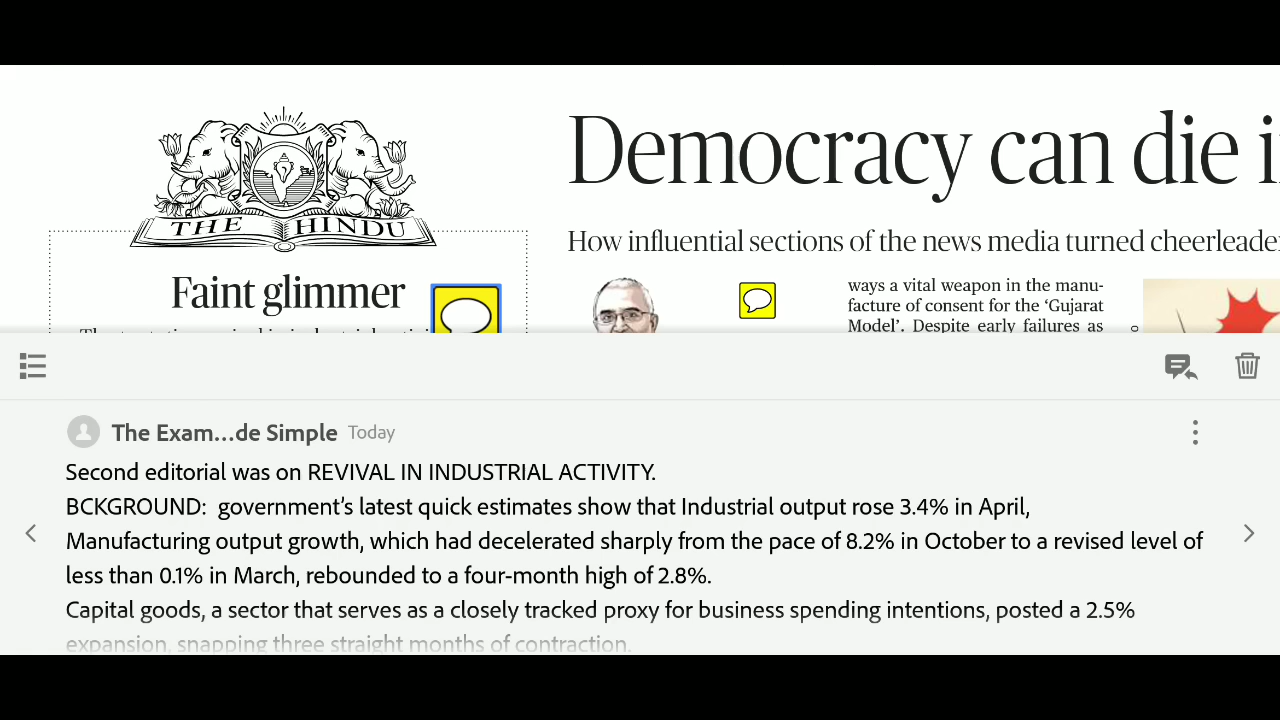 THE HINDU
Democracy can die i
How influential sections of the news media turned cheerleade
Faint glimmer
ways a vital weapon in the manu-
facture of consent for the ‘Gujarat
Model’. Despite early failures as
The Exam...de Simple Today
Second editorial was on REVIVAL IN INDUSTRIAL ACTIVITY.
BCKGROUND:  government’s latest quick estimates show that Industrial output rose 3.4% in April,
Manufacturing output growth, which had decelerated sharply from the pace of 8.2% in October to a revised level of
less than 0.1% in March, rebounded to a four-month high of 2.8%.
Capital goods, a sector that serves as a closely tracked proxy for business spending intentions, posted a 2.5%
expansion, snapping three straight months of contraction.